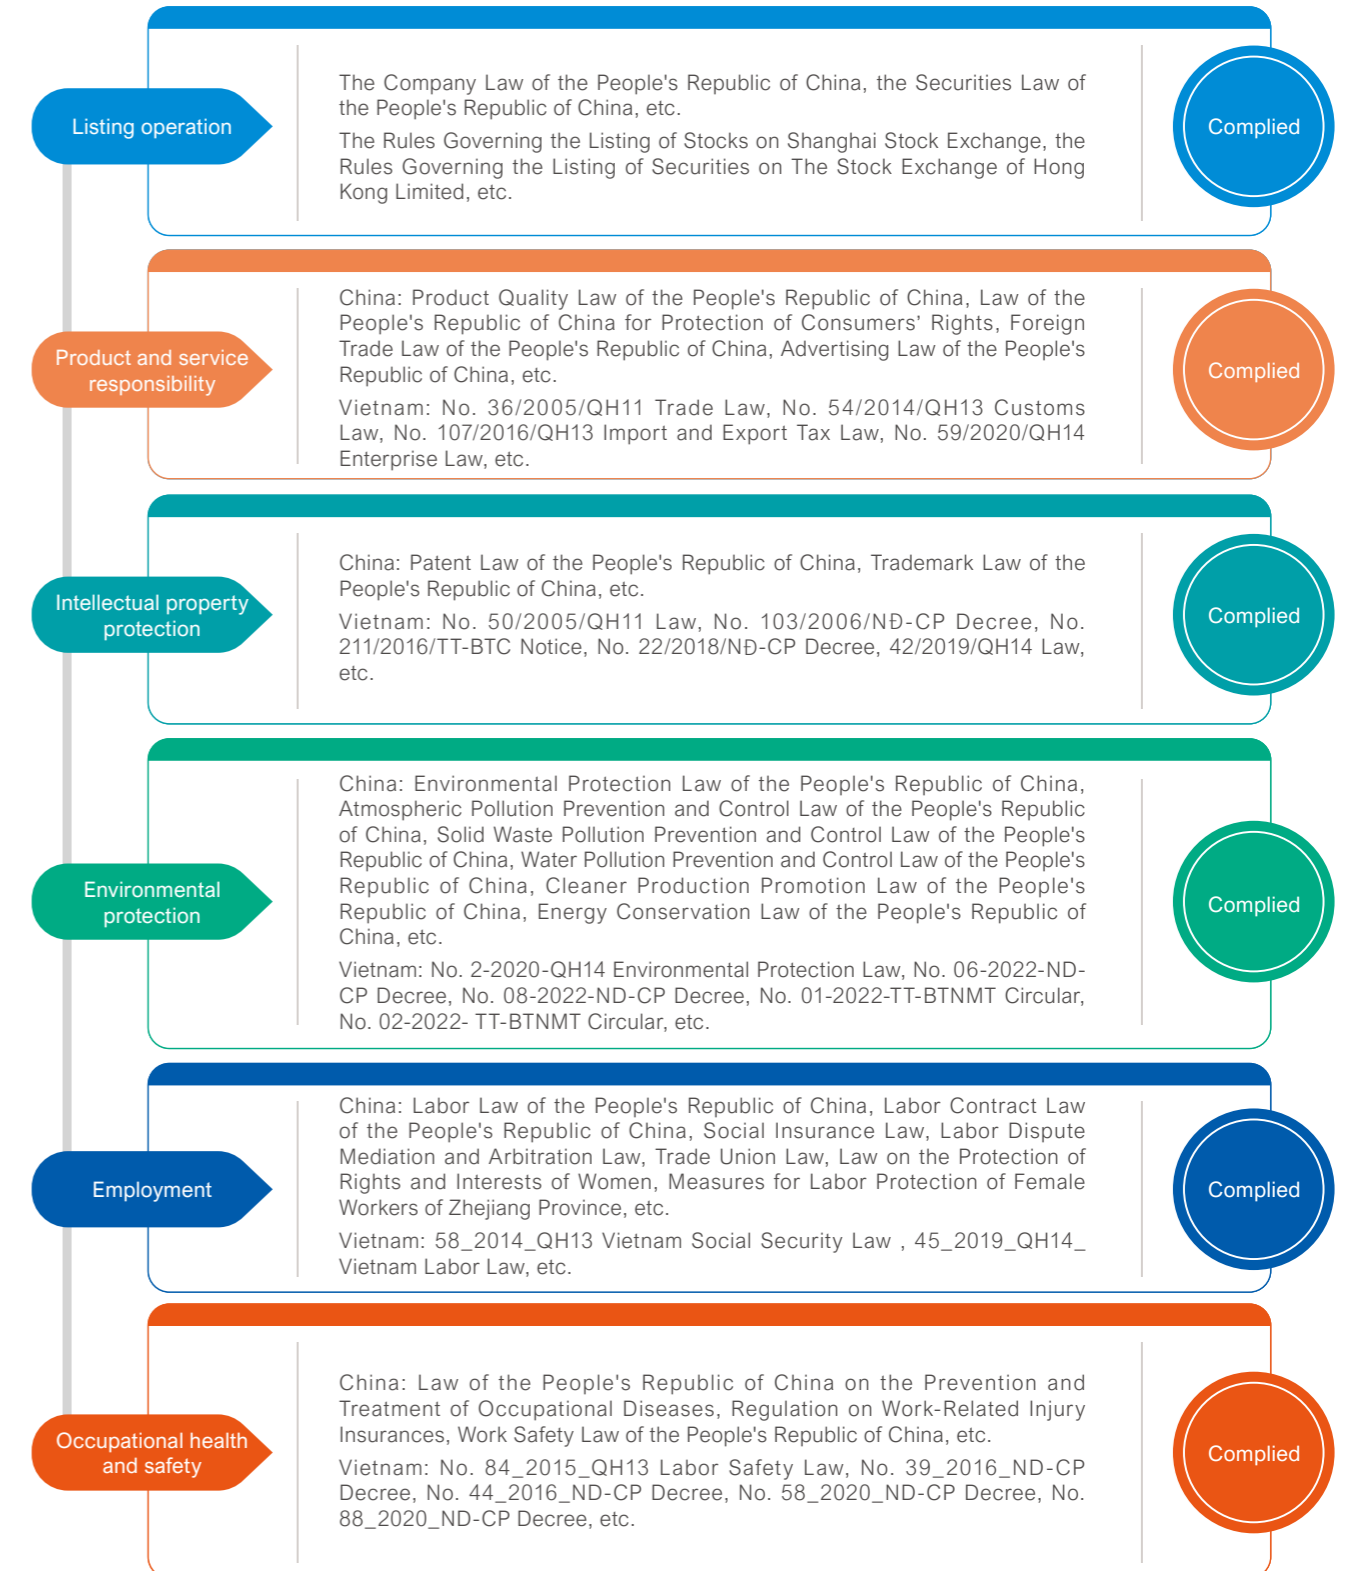 Listing operation
The Company Law of the People's Republic of China, the Securities Law of
the People's Republic of China, etc.
The Rules Governing the Listing of Stocks on Shanghai Stock Exchange, the
Rules Governing the Listing of Securities on The Stock Exchange of Hong
Kong Limited, etc.
Complied
Product and service
responsibility
China: Product Quality Law of the People's Republic of China, Law of the
People's Republic of China for Protection of Consumers' Rights, Foreign
Trade Law of the People's Republic of China, Advertising Law of the People's
Republic of China, etc.
Vietnam: No. 36/2005/QH11 Trade Law, No. 54/2014/QH13 Customs
Law, No. 107/2016/QH13 Import and Export Tax Law, No. 59/2020/QH14
Enterprise Law, etc.
Complied
Intellectual property
protection
China: Patent Law of the People's Republic of China, Trademark Law of the
People's Republic of China, etc.
Vietnam: No. 50/2005/QH11 Law, No. 103/2006/NĐ-CP Decree, No.
211/2016/TT-BTC Notice, No. 22/2018/NĐ-CP Decree, 42/2019/QH14 Law,
etc.
Complied
Environmental
protection
China: Environmental Protection Law of the People's Republic of China,
Atmospheric Pollution Prevention and Control Law of the People's Republic
of China, Solid Waste Pollution Prevention and Control Law of the People's
Republic of China, Water Pollution Prevention and Control Law of the People's
Republic of China, Cleaner Production Promotion Law of the People's
Republic of China, Energy Conservation Law of the People's Republic of
China, etc.
Vietnam: No. 2-2020-QH14 Environmental Protection Law, No. 06-2022-ND-
CP Decree, No. 08-2022-ND-CP Decree, No. 01-2022-TT-BTNMT Circular,
No. 02-2022- TT-BTNMT Circular, etc.
Complied
Employment
China: Labor Law of the People's Republic of China, Labor Contract Law
of the People's Republic of China, Social Insurance Law, Labor Dispute
Mediation and Arbitration Law, Trade Union Law, Law on the Protection of
Rights and Interests of Women, Measures for Labor Protection of Female
Workers of Zhejiang Province, etc.
Vietnam: 58_2014_QH13 Vietnam Social Security Law , 45_2019_QH14_
Vietnam Labor Law, etc.
Complied
Occupational health
and safety
China: Law of the People's Republic of China on the Prevention and
Treatment of Occupational Diseases, Regulation on Work-Related Injury
Insurances, Work Safety Law of the People's Republic of China, etc.
Vietnam: No. 84_2015_QH13 Labor Safety Law, No. 39_2016_ND-CP
Decree, No. 44_2016_ND-CP Decree, No. 58_2020_ND-CP Decree, No.
88_2020_ND-CP Decree, etc.
Complied